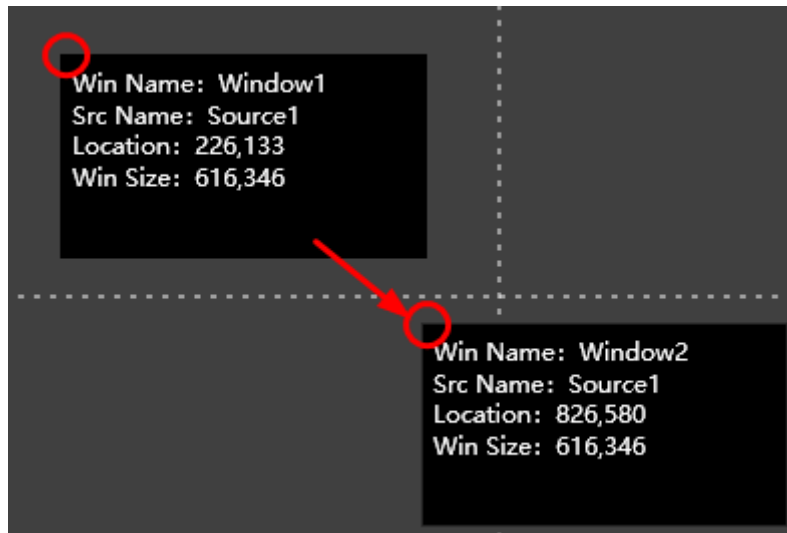 Win Name：Window1
Src Name：Source1
Location：226,133
Win Size：616,346
Win Name：Window2
Src Name：Source1
Location：826,580
Win Size：616,346